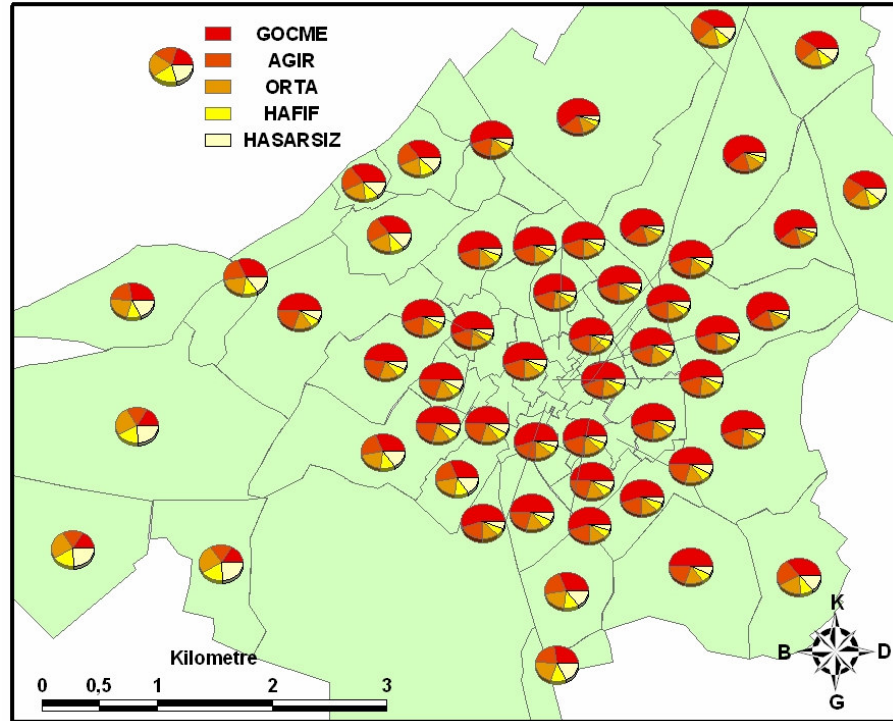 GOCME
AGIR
ORTA
HAFIF
HASARSIZ
K
B D
G
Kilometre
0 0,5 1 2 3